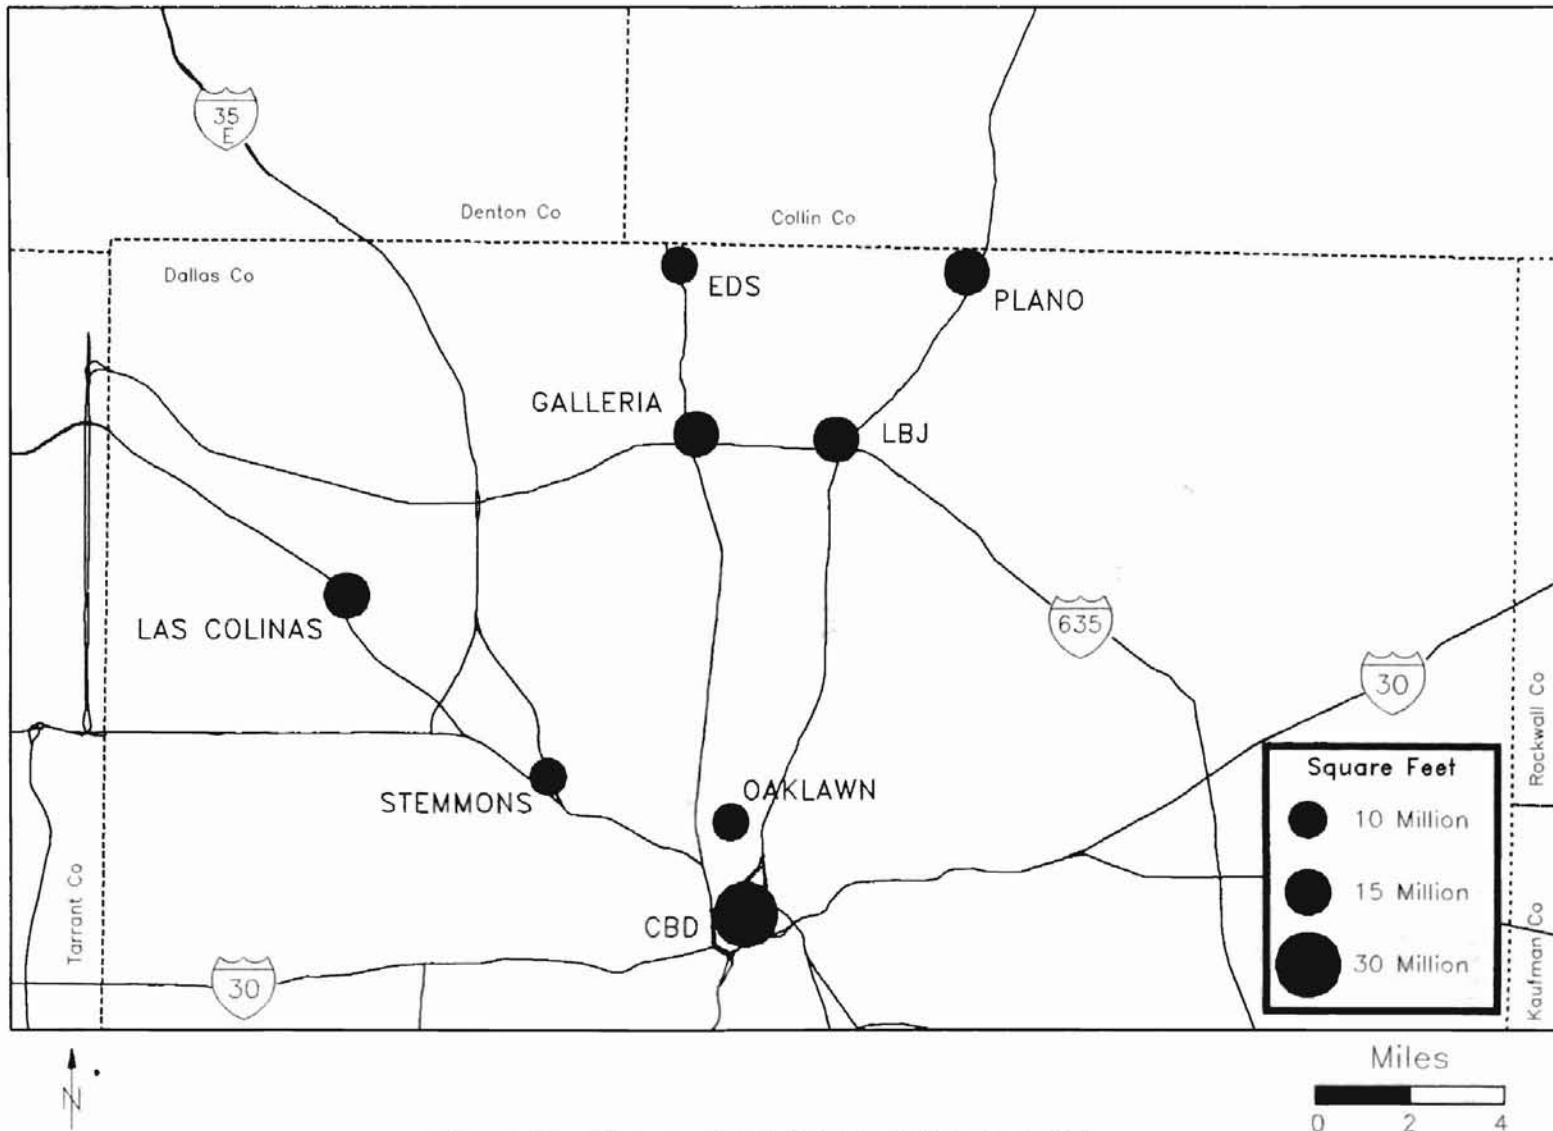 35
E
Denton Co
Collin Co
Dallas Co
EDS
PLANO
GALLERIA
LBJ
LAS COLINAS
635
30
STEMMONS
OAKLAWN
CBD
30
Tarrant Co
Rockwall Co
Kaufman Co
Square Feet
10 Million
15 Million
30 Million
N
Miles
0 2 4